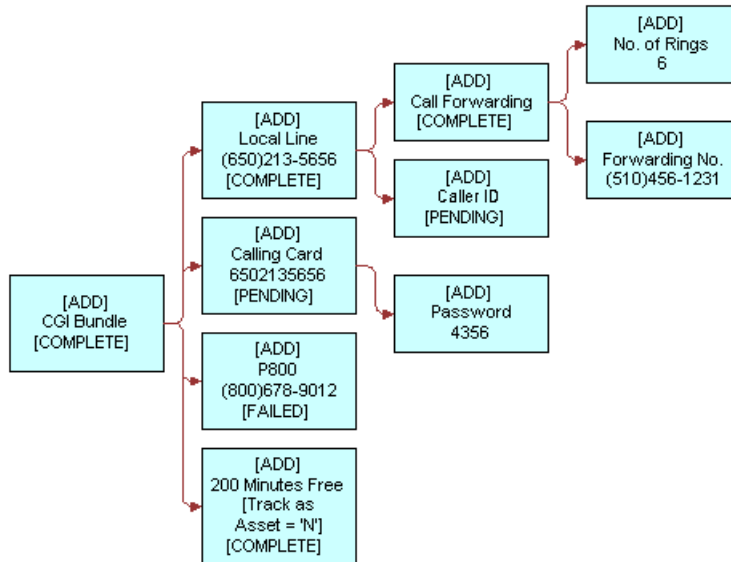 [ADD]
CGI Bundle
[COMPLETE]
[ADD]
Local Line
(650)213-5656
[COMPLETE]
[ADD]
Calling Card
6502135656
[PENDING]
[ADD]
P800
(800)678-9012
[FAILED]
[ADD]
200 Minutes Free
[Track as
Asset = 'N']
[COMPLETE]
[ADD]
Call Forwarding
[COMPLETE]
[ADD]
Caller ID
[PENDING]
[ADD]
Password
4356
[ADD]
No. of Rings
6
[ADD]
Forwarding No.
(510)456-1231